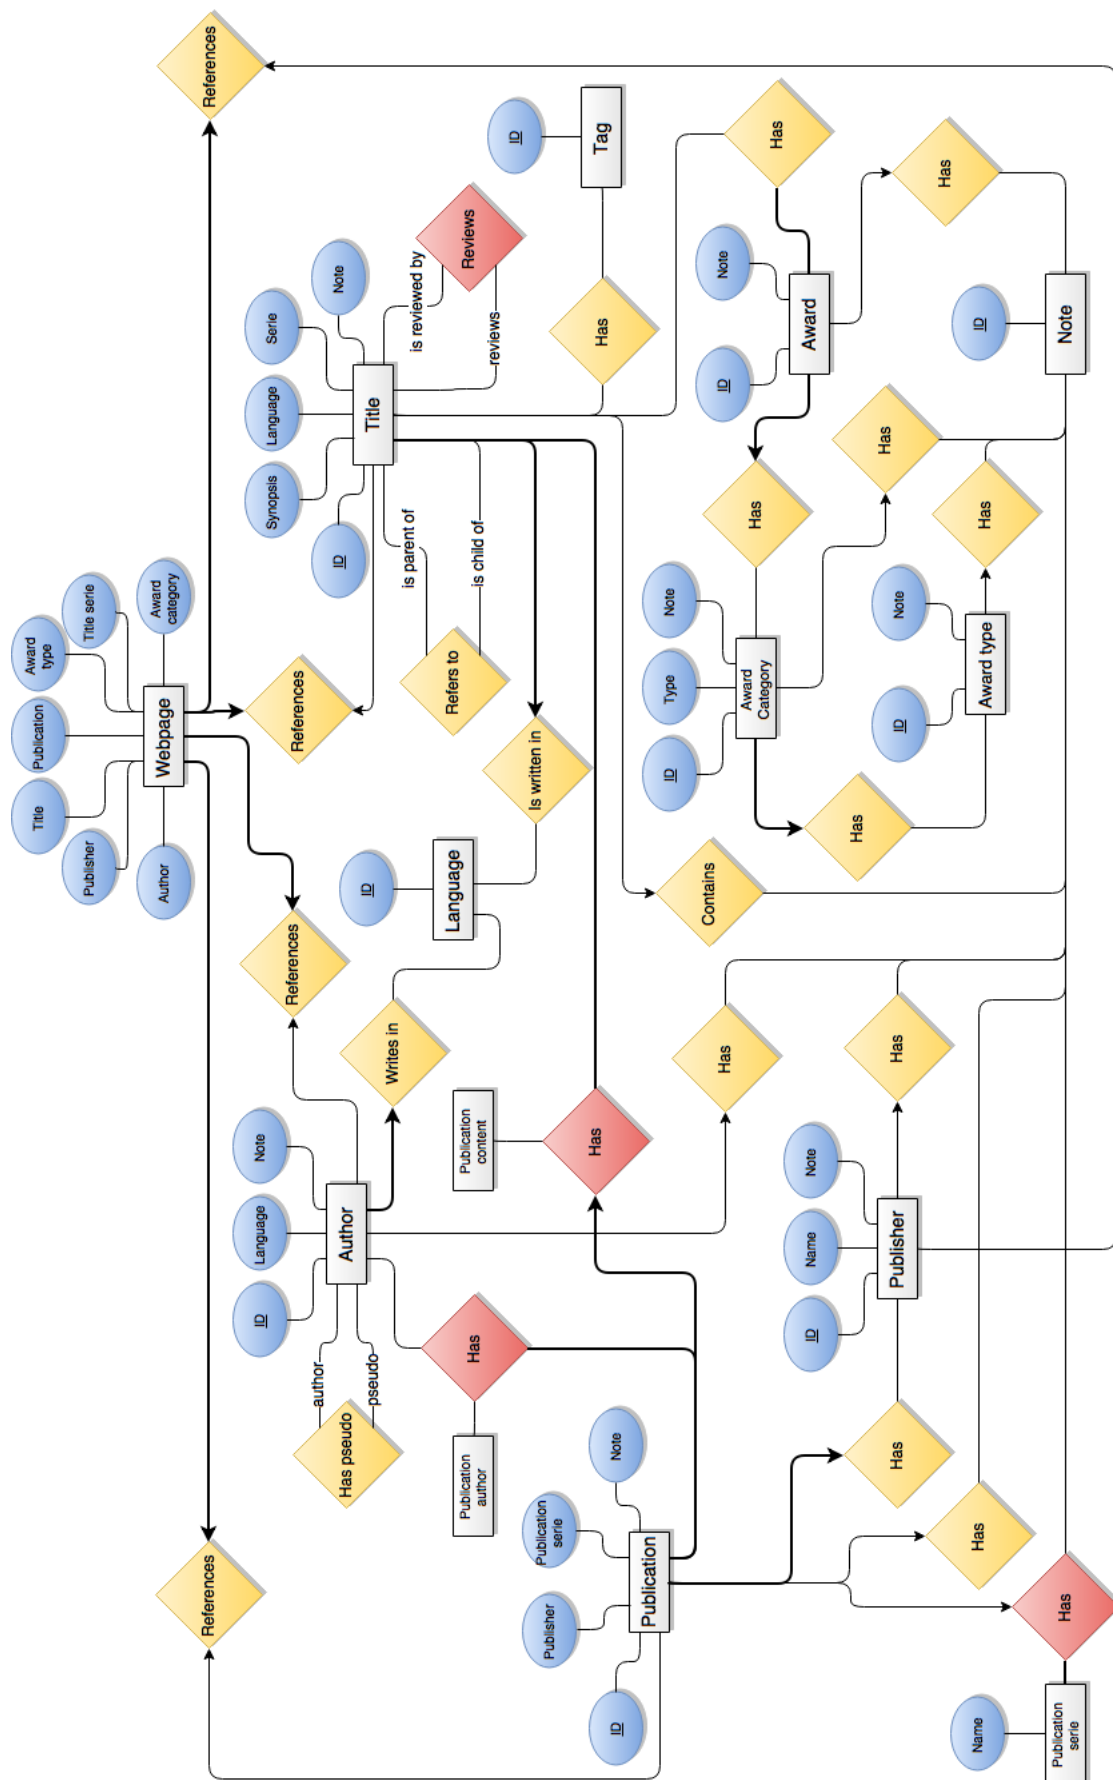 Title
Publication
Award
type
Publisher
Title serie
Author
Webpage
Award
category
References
References
ID
Language
Note
Synopsis
Language
Serie
References
References
author
Has pseudo
pseudo
Author
ID
ID
Title
Note
Writes in
is parent of
is reviewed by
Publication
author
Has
Publication
content
Language
Refers to
is child of
reviews
Reviews
ID
Publisher
Publication
serie
Is written in
ID
Note
Has
Has
Tag
Publication
ID
Type
Note
Contains
Has
ID
Note
Has
Award
Category
Has
Award
Has
ID
Name
Note
Has
Publisher
Has
Has
ID
Note
Has
Has
Name
Has
Award type
Has
ID
Publication
serie
Has
Note